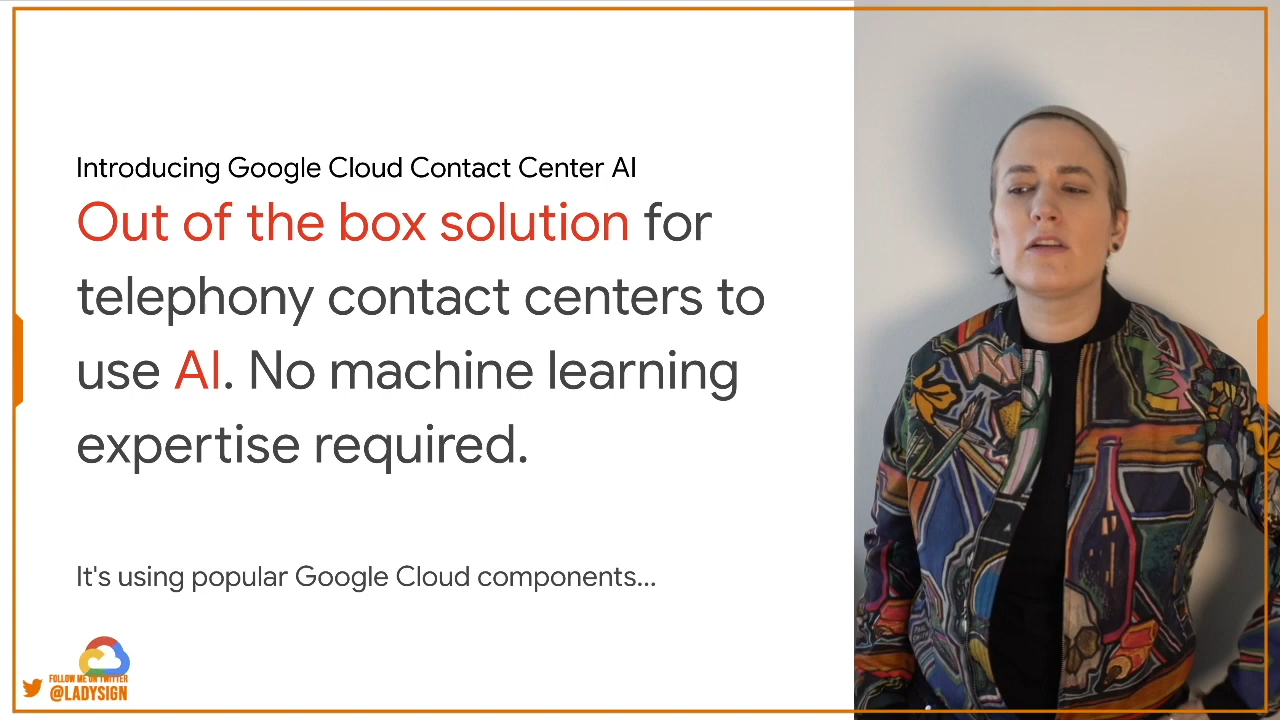 Introducing Google Cloud Contact Center AI
Out of the box solution for
telephony contact centers to
use AI. No machine learning
expertise required.
It's using popular Google Cloud components...
FOLLOW ME ON TWITTER
@LADYSIGN